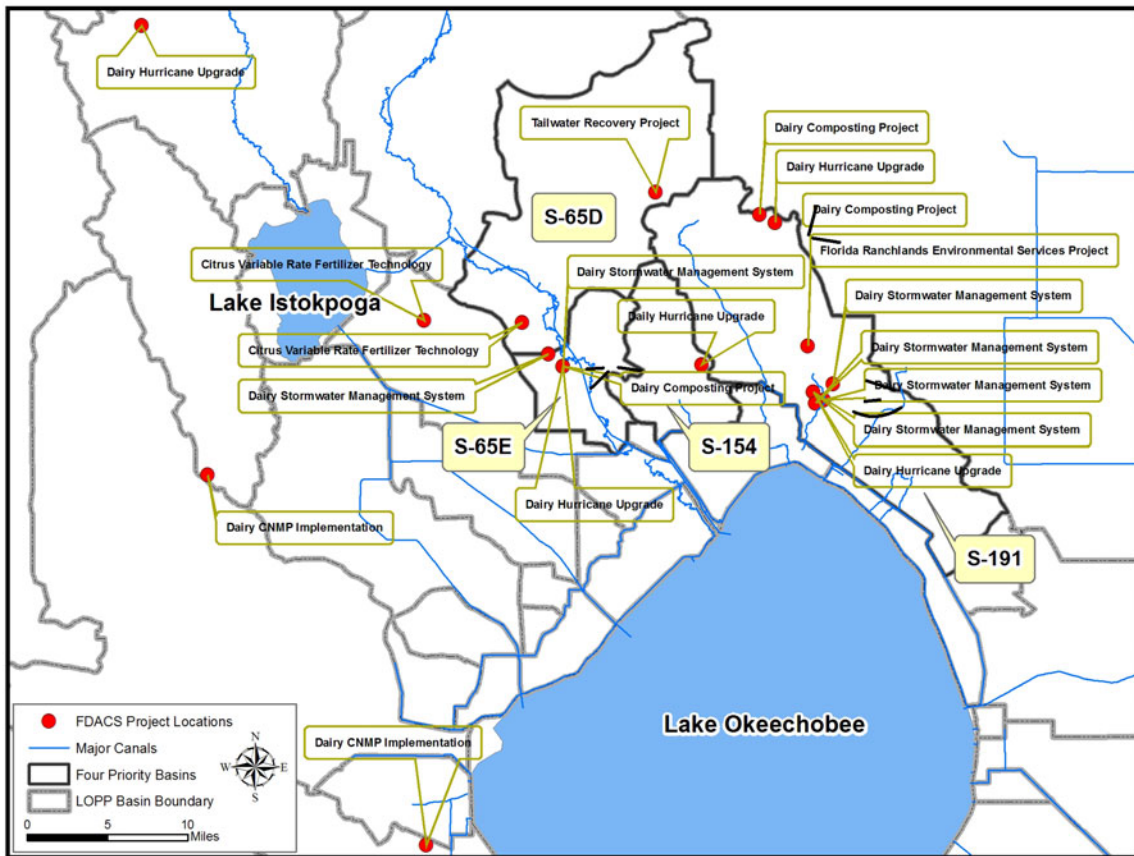 Dairy Hurricane Upgrade
Tailwater Recovery Project
Dairy Composting Project
Dairy Hurricane Upgrade
Dairy Composting Project
S-65D
Florida Ranchlands Environmental Services Project
Citrus Variable Rate Fertilizer Technology
Dairy Stormwater Management System
Dairy Stormwater Management System
Lake Istokpoga
Daily Hurricane Upgrade
Dairy Stormwater Management System
Citrus Variable Rate Fertilizer Technology
Dairy Stormwater Management System
Dairy Stormwater Management System
Dairy Composting Project
Dairy Stormwater Management System
S-65E
S-154
Dairy Hurricane Upgrade
Dairy CNMP Implementation
Dairy Hurricane Upgrade
S-191
Lake Okeechobee
Dairy CNMP Implementation
FDACS Project Locations
Major Canals
Four Priority Basins
LOPP Basin Boundary
N
W E
S
0 5 10
Miles